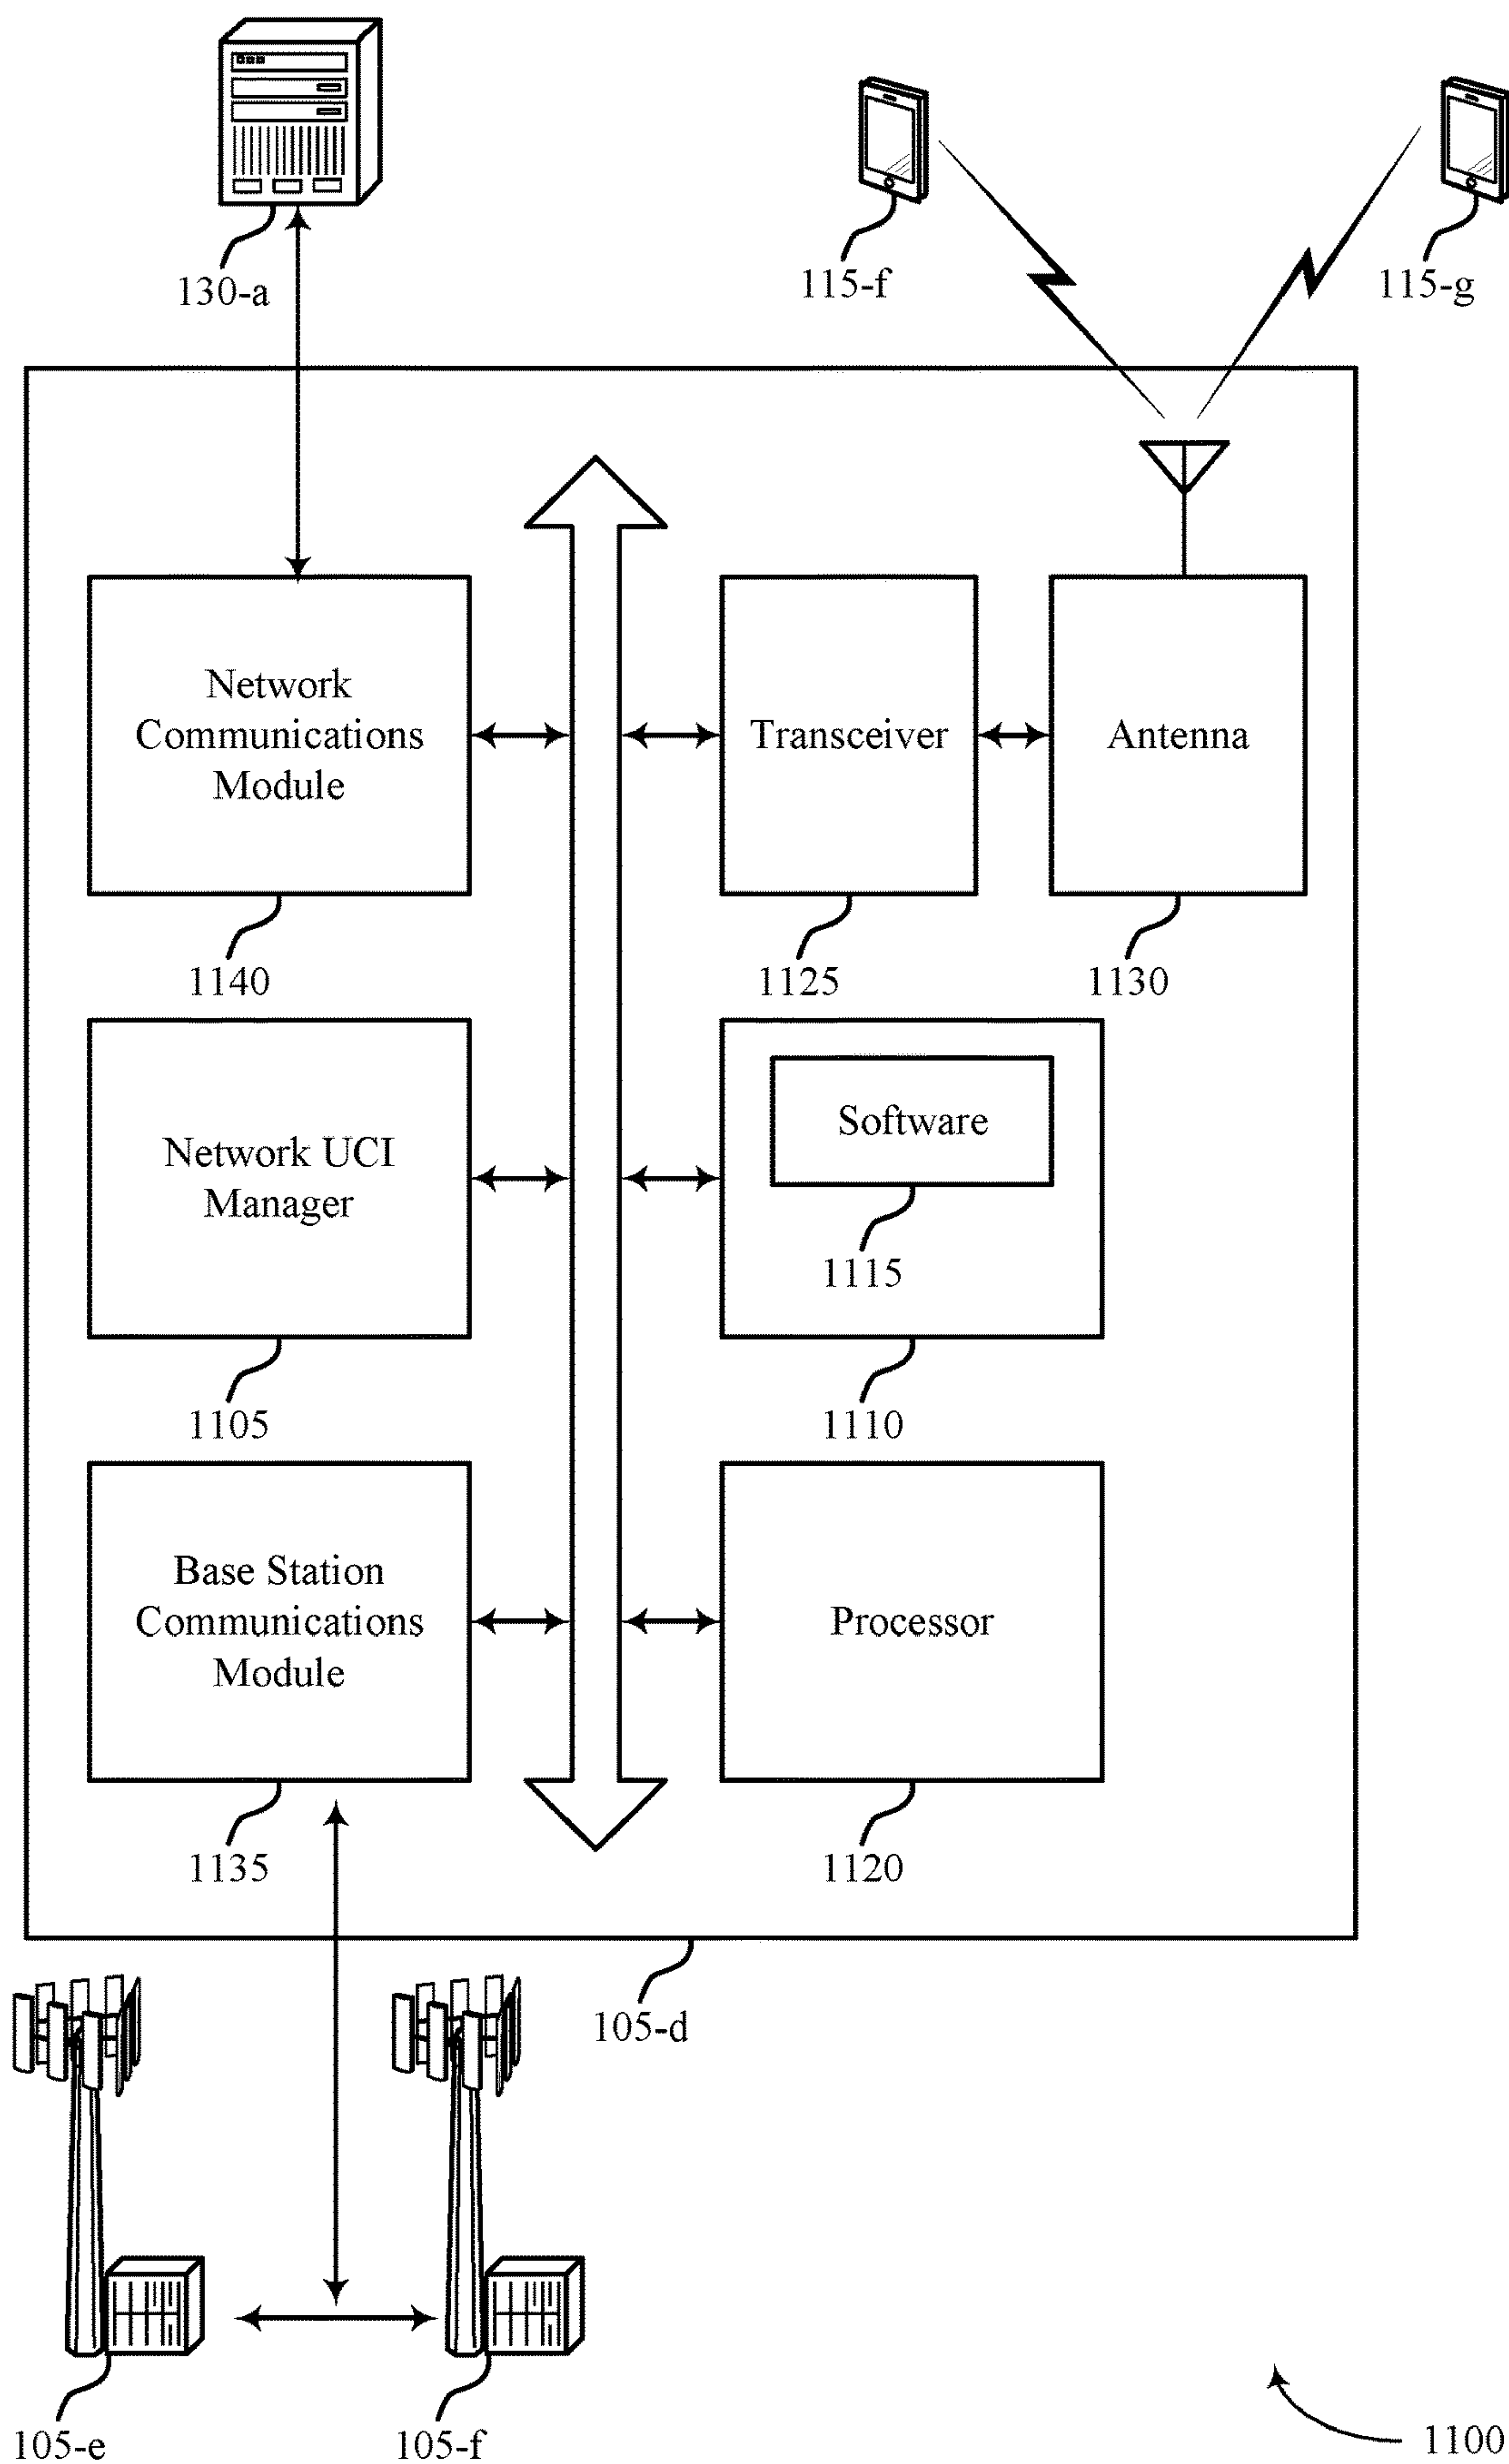 130-a
115-f
115-g
Network
Communications
Module
Transceiver
Antenna
1140
1125
1130
Network UCI
Manager
Software
1115
1105
1110
Base Station
Communications
Module
Processor
1135
1120
105-d
105-e
105-f
1100